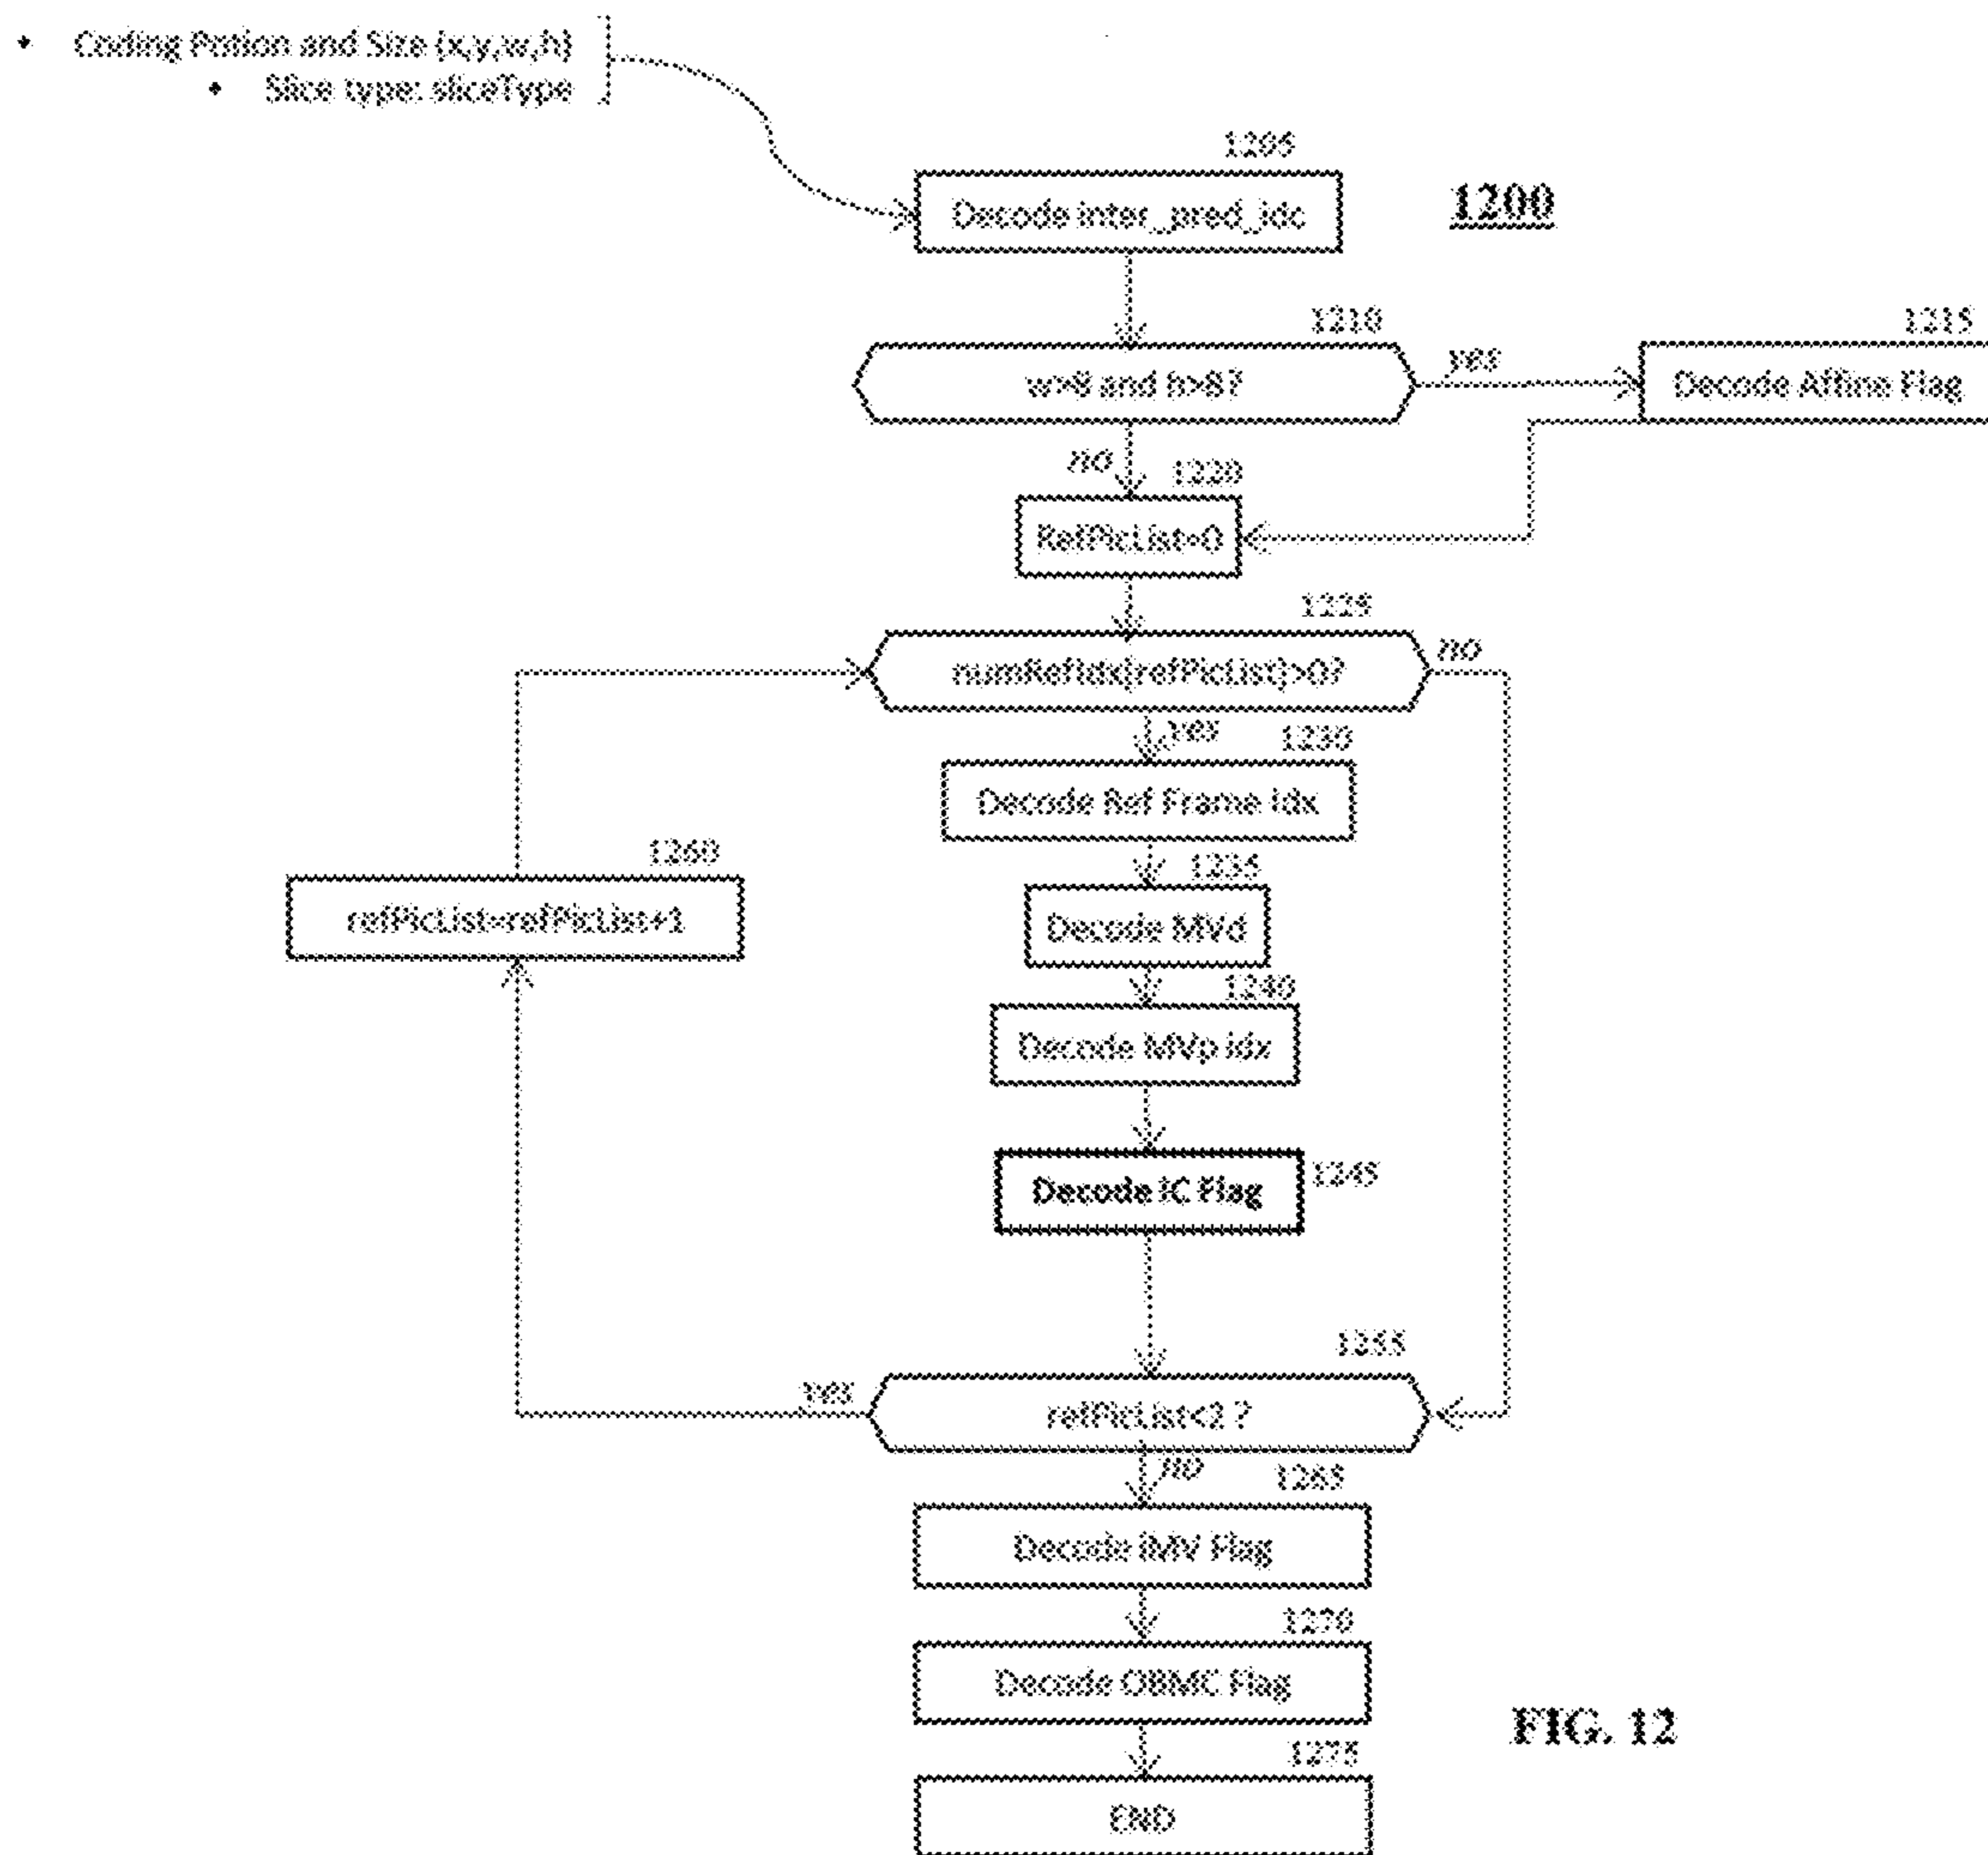 • Coding Potion and Size (x,y,w,h)
• Slice type: sliceType
1205
Decode inter_pred_idc
1200
1210
w>8 and h>8?
yes
1215
Decode Affine Flag
no
1220
RefPicList=0
1225
numRefIdx(refPicList)>0?
no
yes
1230
Decode Ref Frame idx
1235
Decode MVd
1240
Decode MVp idx
1260
refPicList=refPicList+1
Decode IC Flag
1245
1255
yes
refPicList<2 ?
no
1265
Decode IMV Flag
1270
Decode OBMC Flag
1275
END
FIG. 12